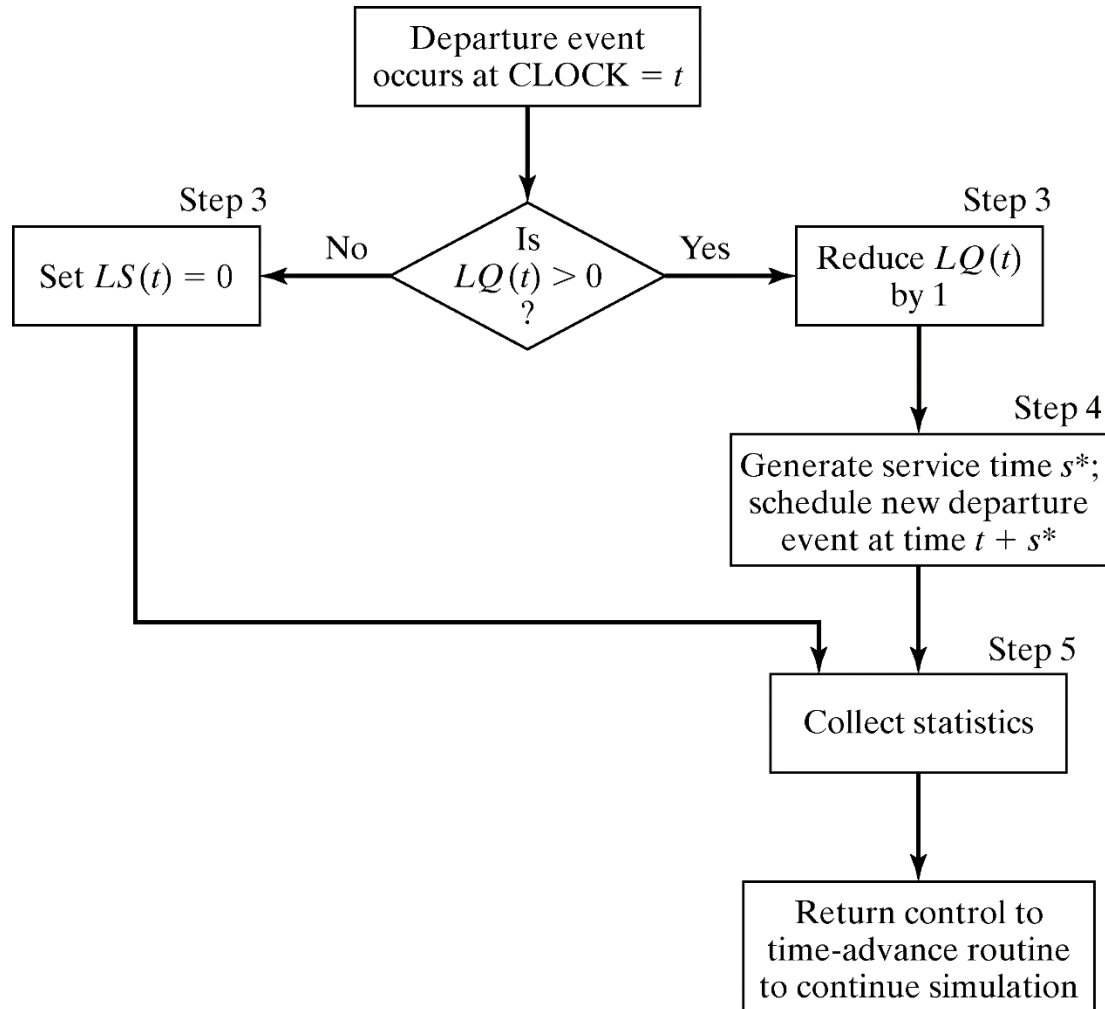 Departure event
occurs at CLOCK = t
Step 3
Set LS(t) = 0
No
Is
LQ(t) > 0
?
Yes
Step 3
Reduce LQ(t)
by 1
Step 4
Generate service time s*;
schedule new departure
event at time t + s*
Step 5
Collect statistics
Return control to
time-advance routine
to continue simulation